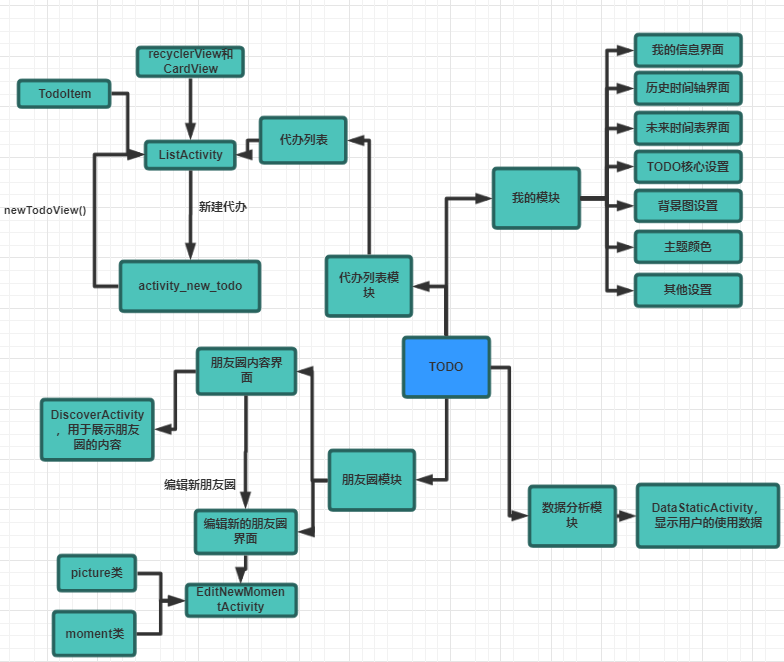 recyclerView和
CardView
TodoItem
ListActivity
代办列表
newTodoView()
新建代办
activity_new_todo
代办列表模
块
我的模块
我的信息界面
历史时间轴界面
未来时间表界面
TODO核心设置
背景图设置
主题颜色
其他设置
TODO
朋友圈内容界
面
DiscoverActivity
，用于展示朋友
圈的内容
编辑新朋友圈
朋友圈模块
编辑新的朋友圈
界面
picture类
moment类
EditNewMomen
tActivity
数据分析模
块
DataStaticActivity，
显示用户的使用数据